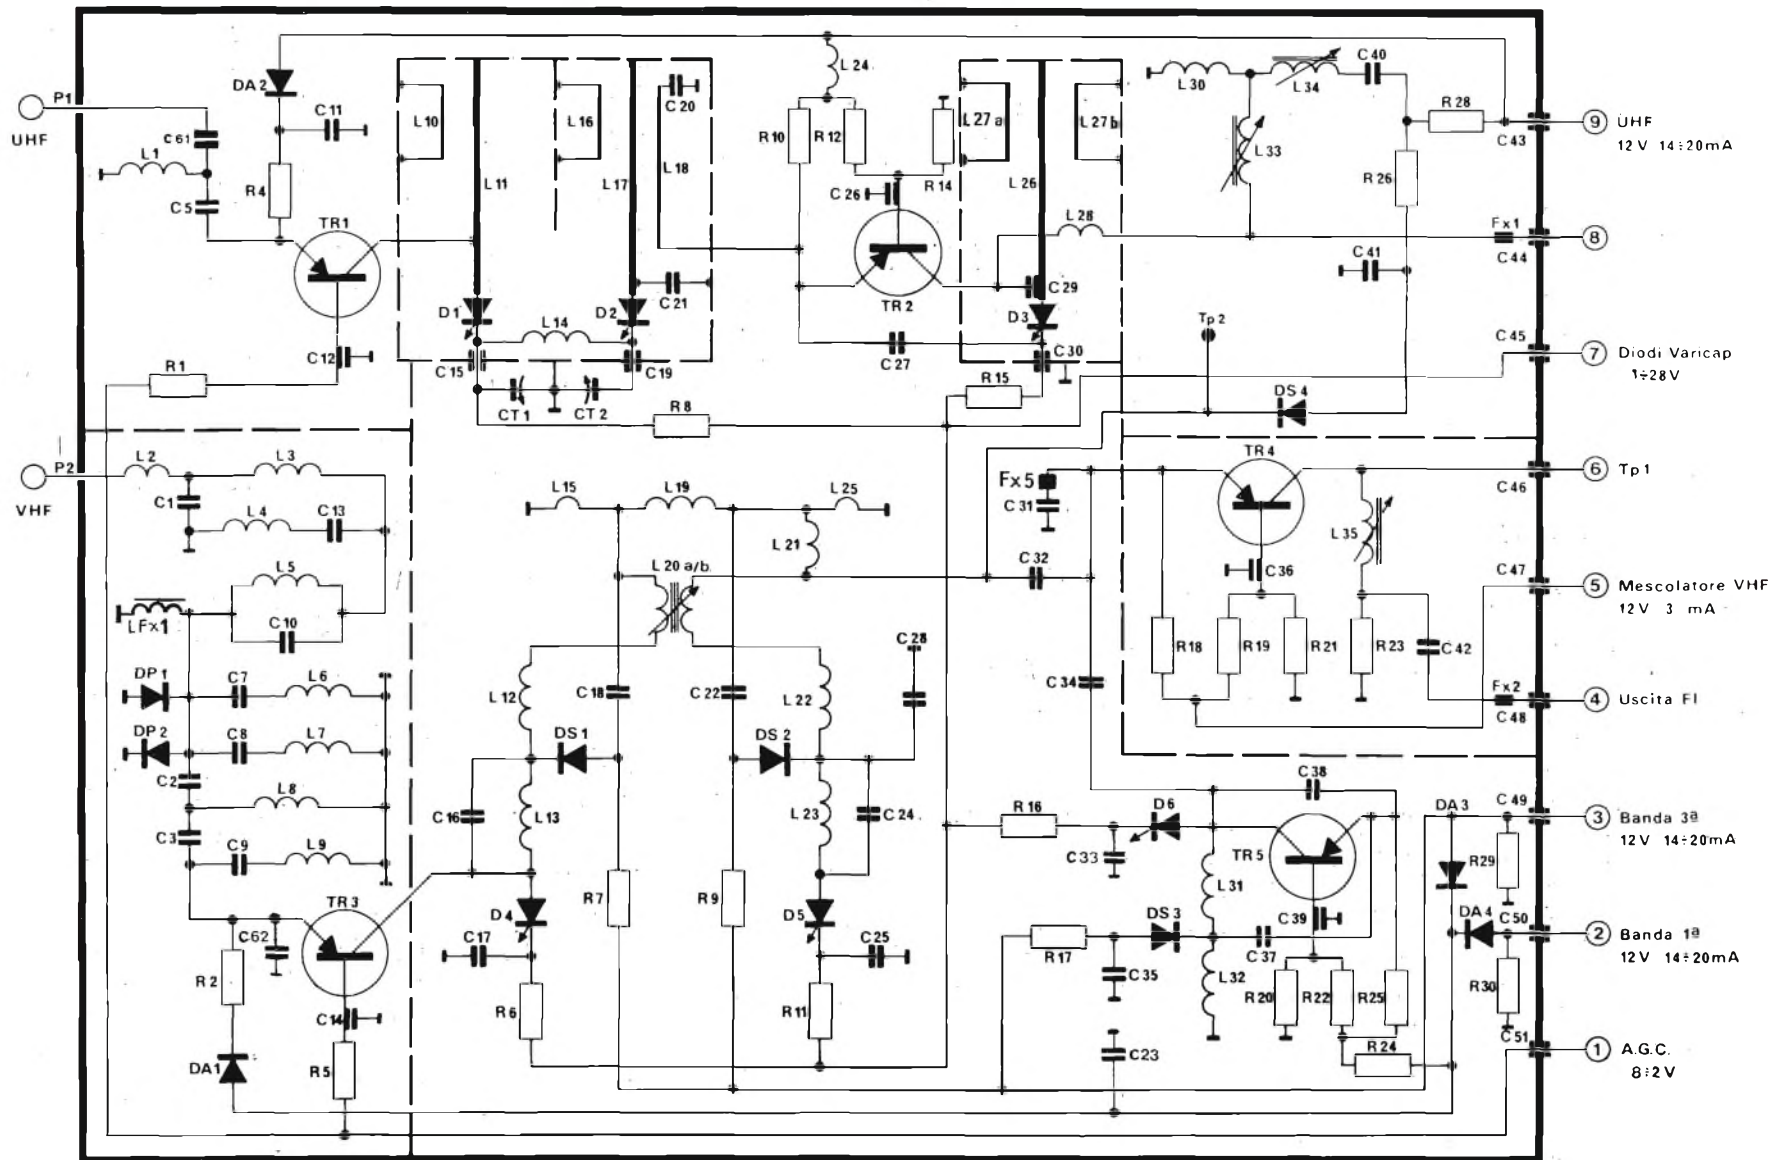 P1
UHF
DA2
C11
C61
L1
R4
C5
TR1
C12
R1
L10
L11
L16
L17
L18
C20
C21
D1
L14
D2
C15
C19
CT1
CT2
R8
L24
R10
R12
R14
C26
TR2
C27
L27a
L27b
L26
L28
C29
D3
C30
R15
L30
L34
C40
L33
R28
R26
C41
Tp2
DS4
C43
9 UHF
12V 14÷20mA
Fx1
C44
8
C45
7 Diodi Varicap
1÷28V
P2
VHF
L2
L3
C1
L4
C13
L5
LFx1
C10
DP1
C7
L6
DP2
C8
L7
C2
L8
C3
C9
L9
TR3
C62
R2
C14
R5
DA1
L15
L19
L25
L21
L20 a/b
L12
C18
C22
L22
C28
DS1
DS2
C16
L13
L23
C24
R7
R9
D4
D5
C17
C25
R6
R11
Fx5
C31
C32
C34
TR4
L35
C36
R18
R19
R21
R23
C42
C46
6 Tp1
C47
5 Mescolatore VHF
12V 3 mA
Fx2
C48
4 Uscita FI
C38
R16
D6
C33
TR5
L31
DS3
C39
R17
C37
C35
L32
R20
R22
R25
C23
R24
DA3
C49
3 Banda 3ª
12V 14÷20mA
R29
DA4
C50
2 Banda 1ª
12V 14÷20mA
R30
C51
1 A.G.C.
8÷2V